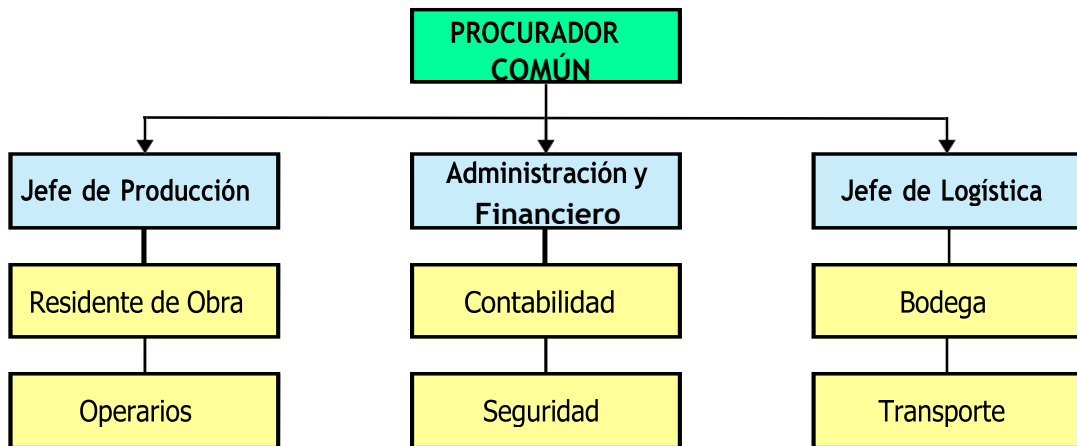 PROCURADOR
COMÚN
Jefe de Producción
Administración y
Financiero
Jefe de Logística
Residente de Obra
Contabilidad
Bodega
Operarios
Seguridad
Transporte